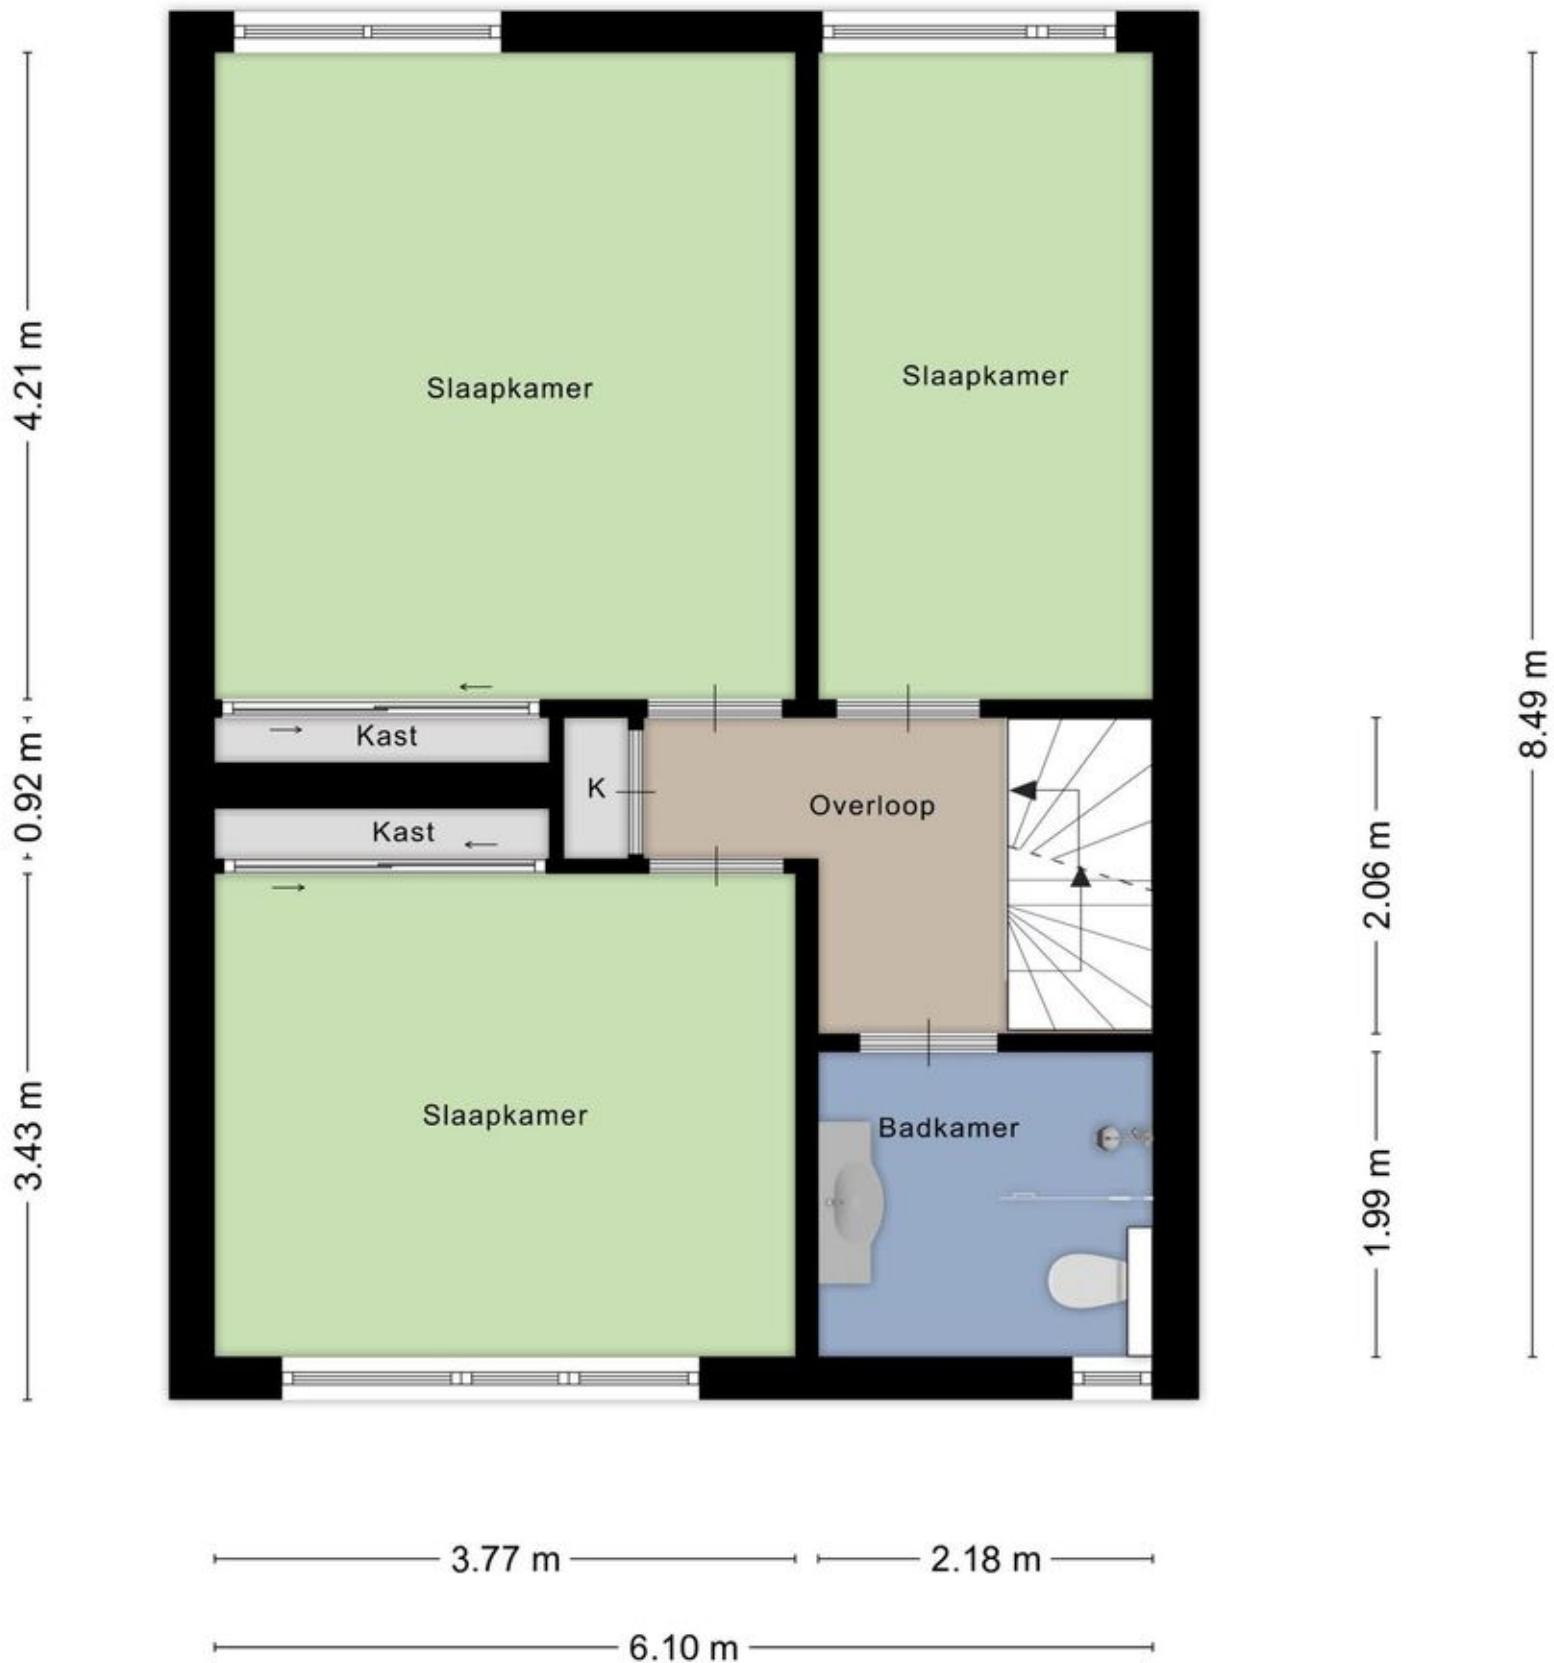 Slaapkamer
Slaapkamer
4.21 m
8.49 m
Kast
0.92 m
K
Overloop
Kast
2.06 m
Slaapkamer
Badkamer
3.43 m
1.99 m
3.77 m
2.18 m
6.10 m